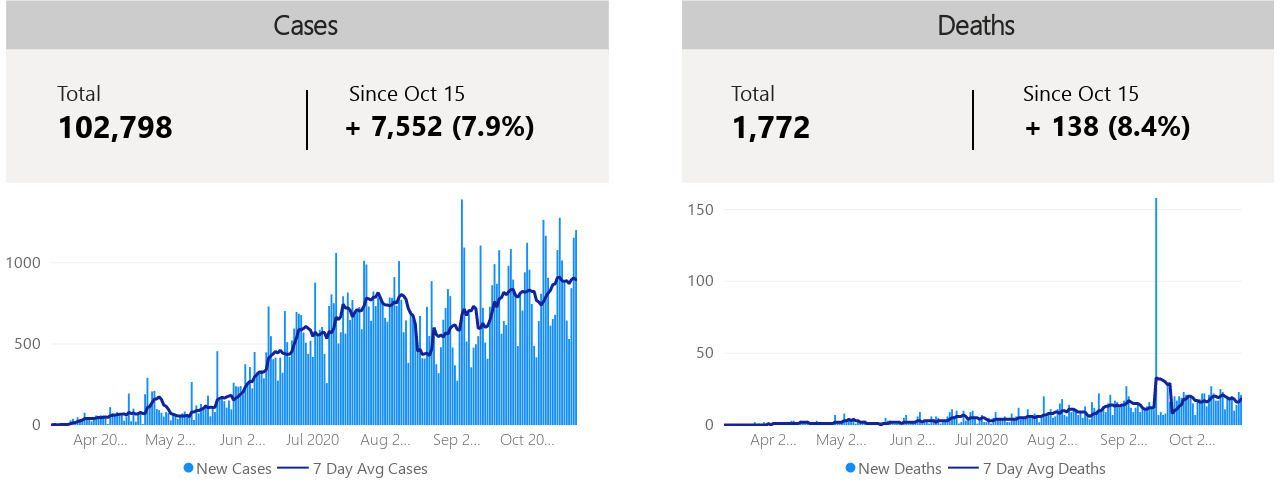 Cases
Total
102,798
Since Oct 15
+ 7,552 (7.9%)
1000
500
0
Apr 20... May 2... Jun 2... Jul 2020 Aug 2... Sep 2... Oct 20...
New Cases 7 Day Avg Cases
Deaths
Total
1,772
Since Oct 15
+ 138 (8.4%)
150
100
50
0
Apr 2... May 2... Jun 2... Jul 2020 Aug 2... Sep 2... Oct 2...
New Deaths 7 Day Avg Deaths